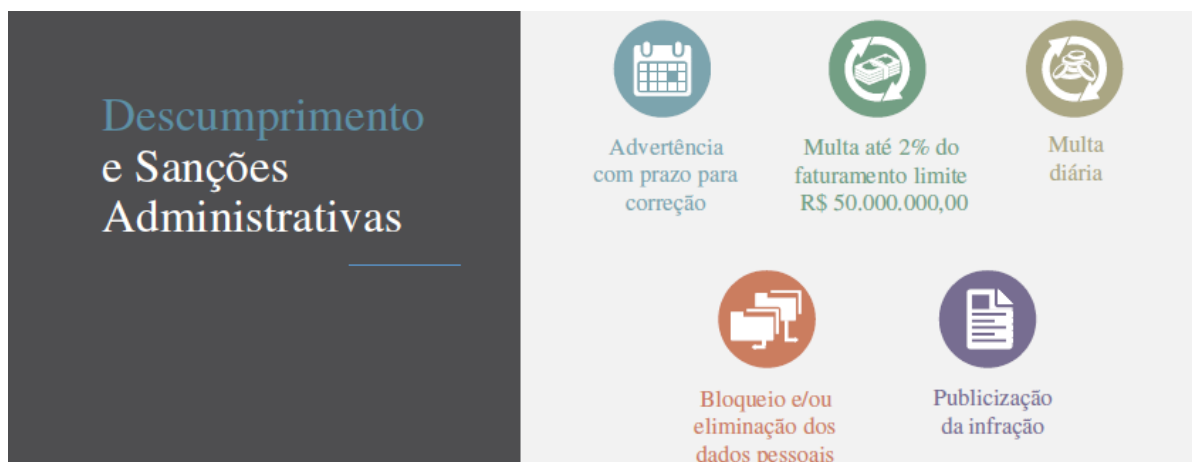 Descumprimento
e Sanções
Administrativas
Advertência
com prazo para
correção
Multa até 2% do
faturamento limite
R$ 50.000.000,00
Multa
diária
Bloqueio e/ou
eliminação dos
dados pessoais
Publicização
da infração